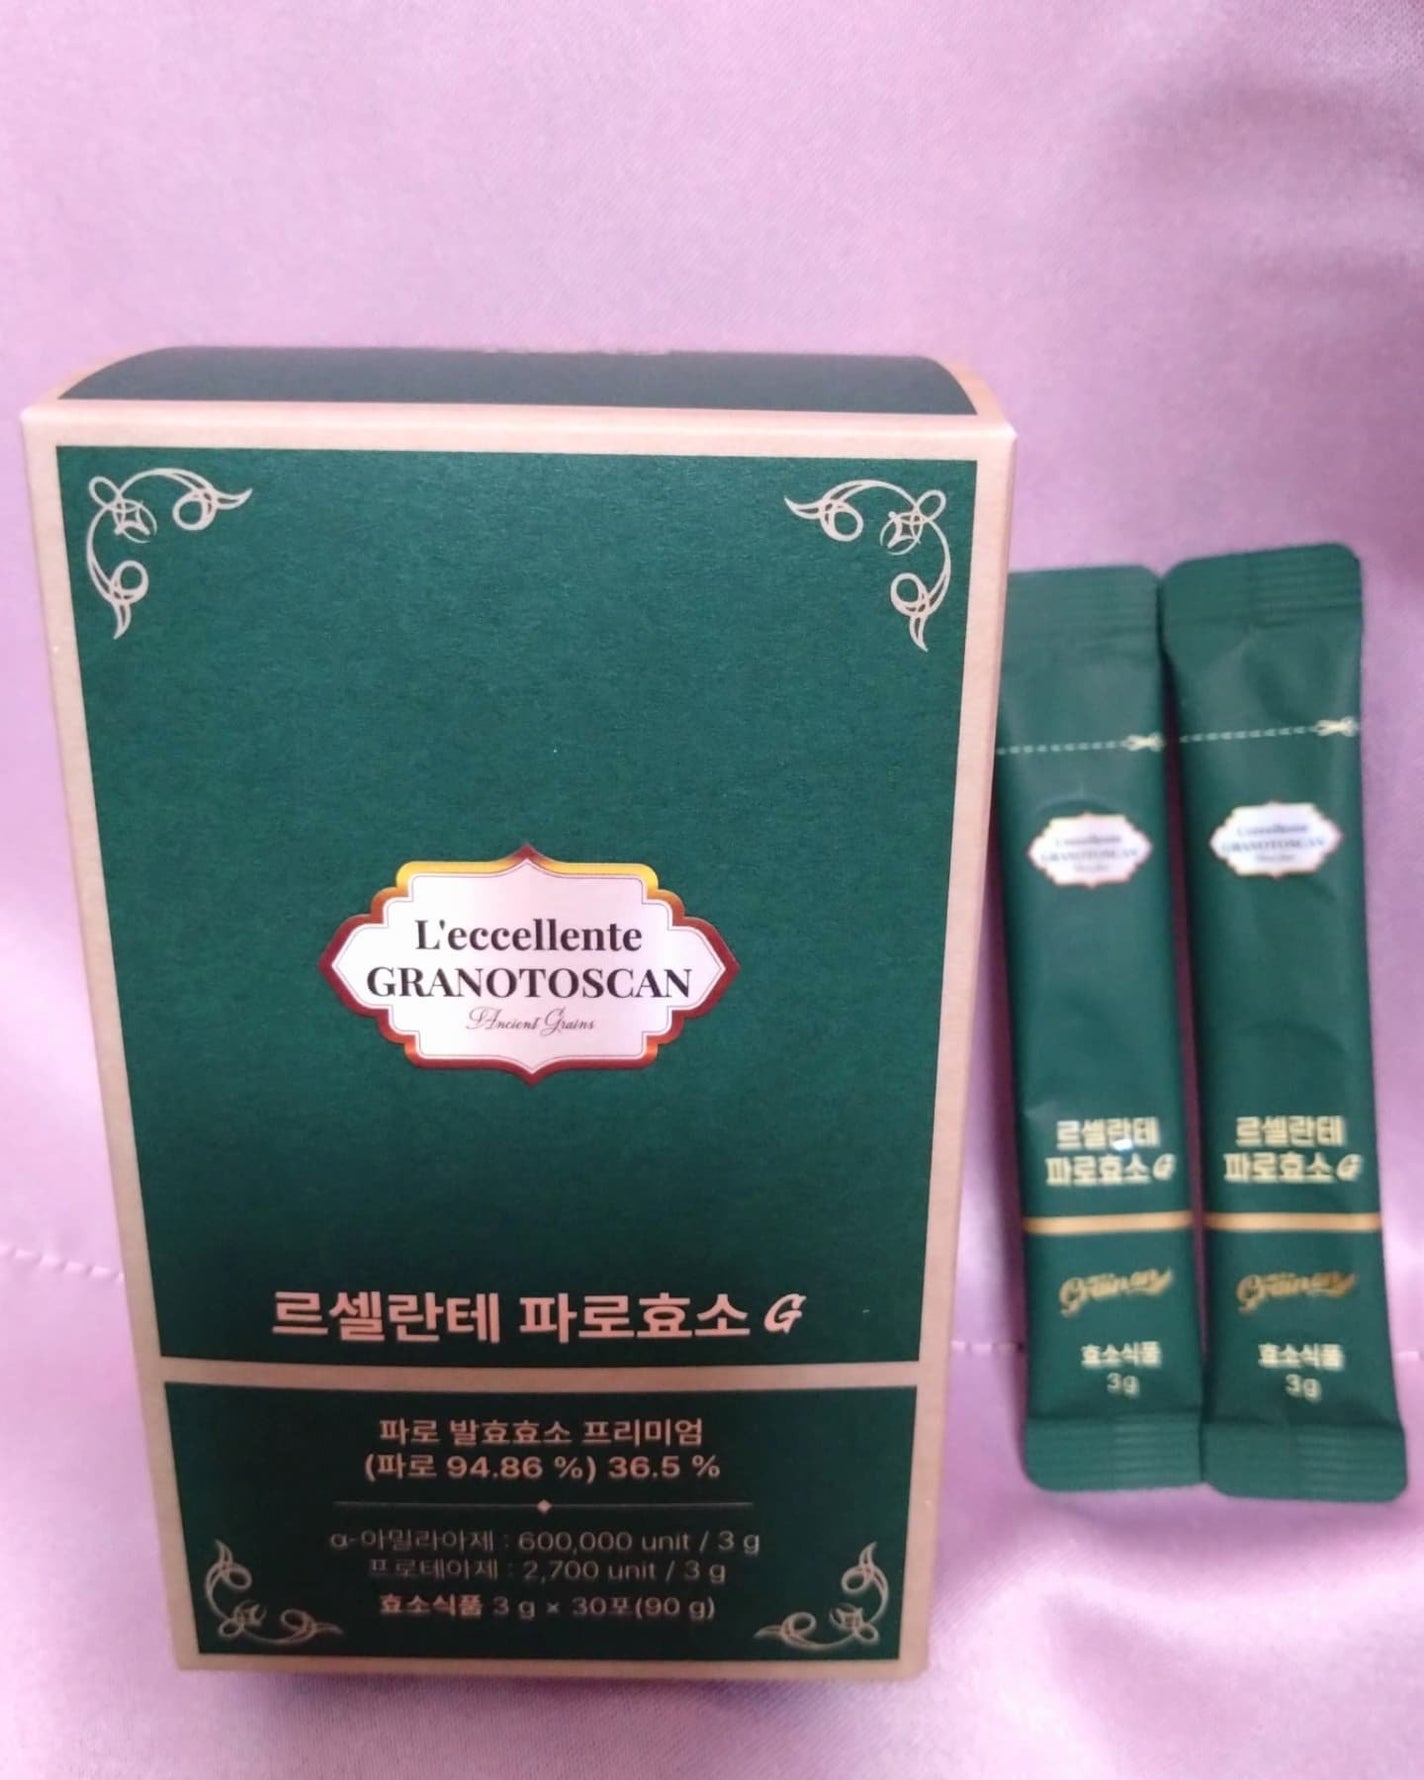 L'eccellente
GRANOTOSCAN
Ancient Grains
르셀란테 파로효소 G
파로 발효효소 프리미엄
(파로 94.86 %) 36.5 %
α-아밀라아제 : 600,000 unit / 3 g
프로테아제 : 2,700 unit / 3 g
효소식품 3 g × 30포(90 g)
L'eccellente
GRANOTOSCAN
르셀란테
파로효소 G
효소식품
3g
L'eccellente
GRANOTOSCAN
르셀란테
파로효소 G
효소식품
3g